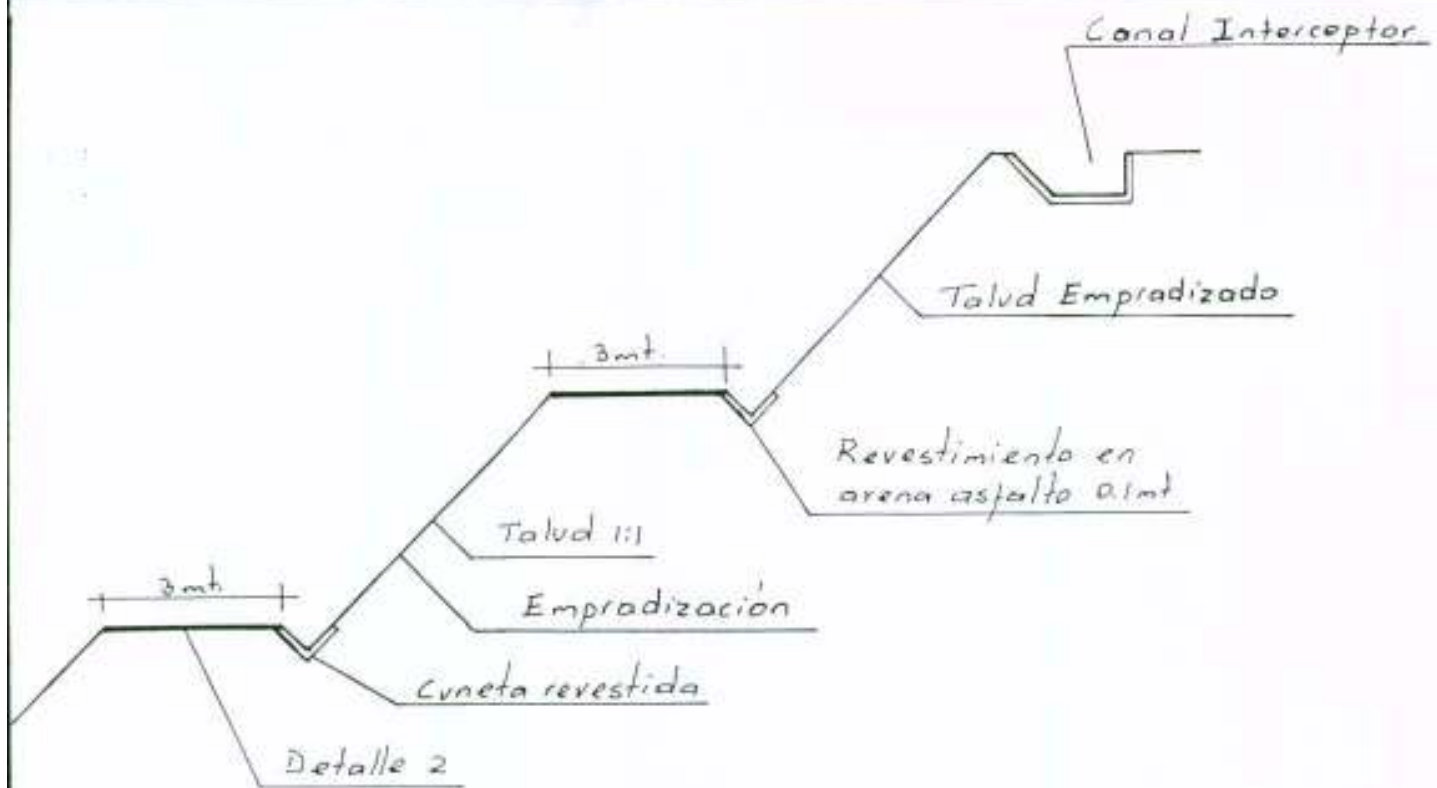 Canal Interceptor
Talud Empradizado
3mt.
Revestimiento en
arena asfalto 0.1mt
Talud 1:1
3mt.
Empradización
Cuneta revestida
Detalle 2